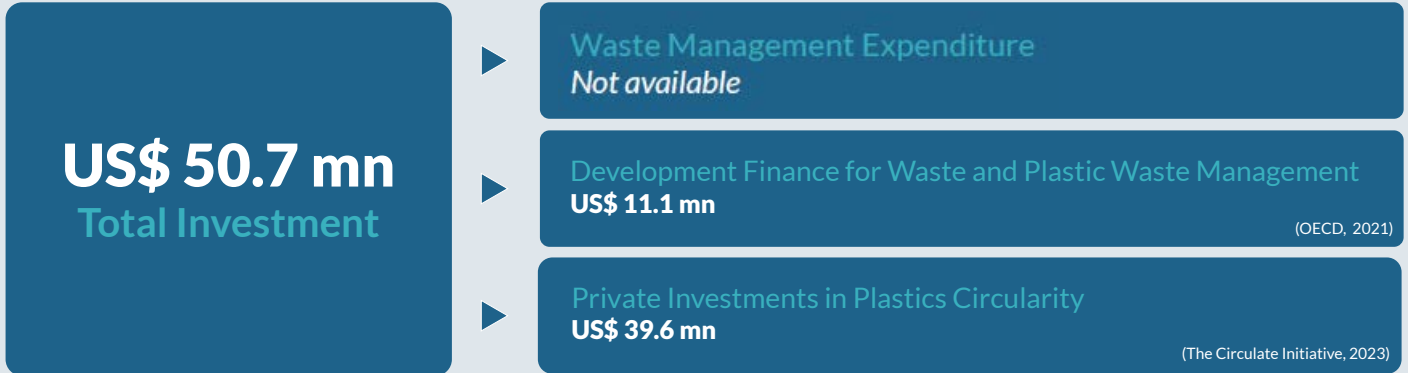 US$ 50.7 mn
Total Investment
Waste Management Expenditure
Not available
Development Finance for Waste and Plastic Waste Management
US$ 11.1 mn
(OECD, 2021)
Private Investments in Plastics Circularity
US$ 39.6 mn
(The Circulate Initiative, 2023)